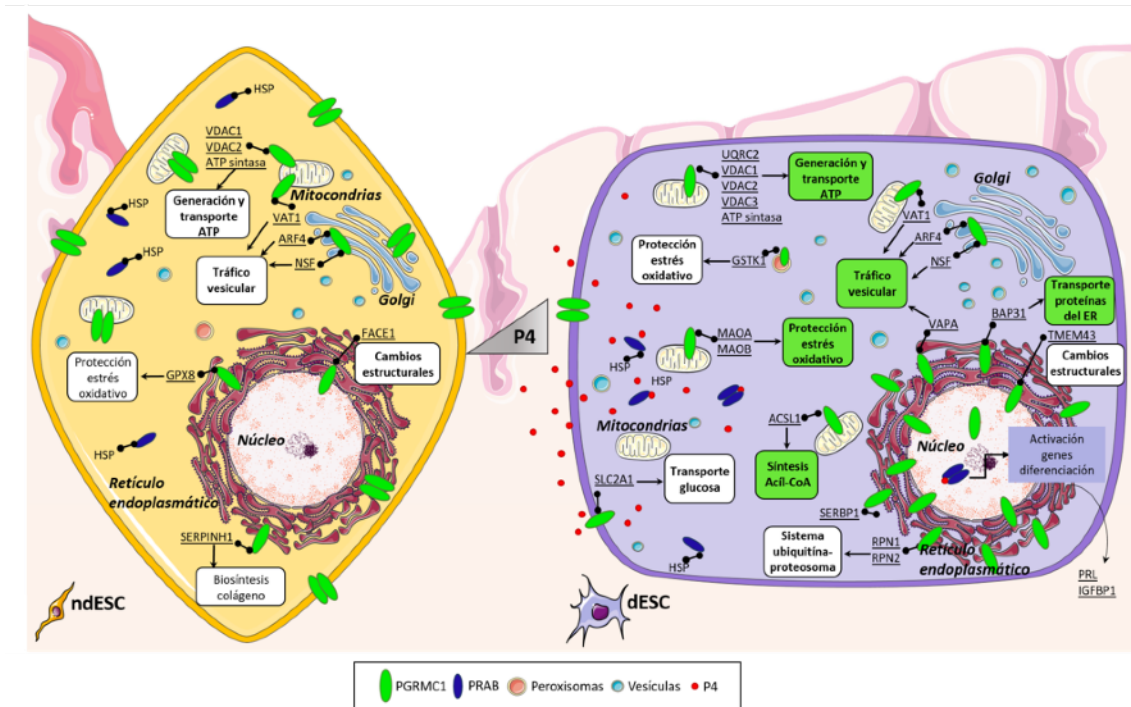 HSP
VDAC1
VDAC2
ATP sintasa
Mitocondrias
Generación y
transporte
ATP
HSP
VAT1
ARF4
HSP
NSF
Tráfico
vesicular
Golgi
FACE1
Cambios
estructurales
Protección
estrés
oxidativo
GPX8
Núcleo
HSP
Retículo
endoplasmático
SERPINH1
Biosíntesis
colágeno
ndESC
P4
UQRC2
VDAC1
VDAC2
VDAC3
ATP sintasa
Generación y
transporte
ATP
Golgi
VAT1
ARF4
NSF
Protección
estrés
oxidativo
GSTK1
Tráfico
vesicular
Transporte
proteínas
del ER
BAP31
VAPA
TMEM43
Cambios
estructurales
MAOA
MAOB
Protección
estrés
oxidativo
HSP
HSP
Mitocondrias
ACSL1
Síntesis
Acíl-CoA
SLC2A1
Transporte
glucosa
Núcleo
Activación
genes
diferenciación
SERBP1
Sistema
ubiquitína-
proteosoma
RPN1
RPN2
Retículo
endoplasmático
HSP
PRL
IGFBP1
dESC
PGRMC1
PRAB
Peroxisomas
Vesículas
P4